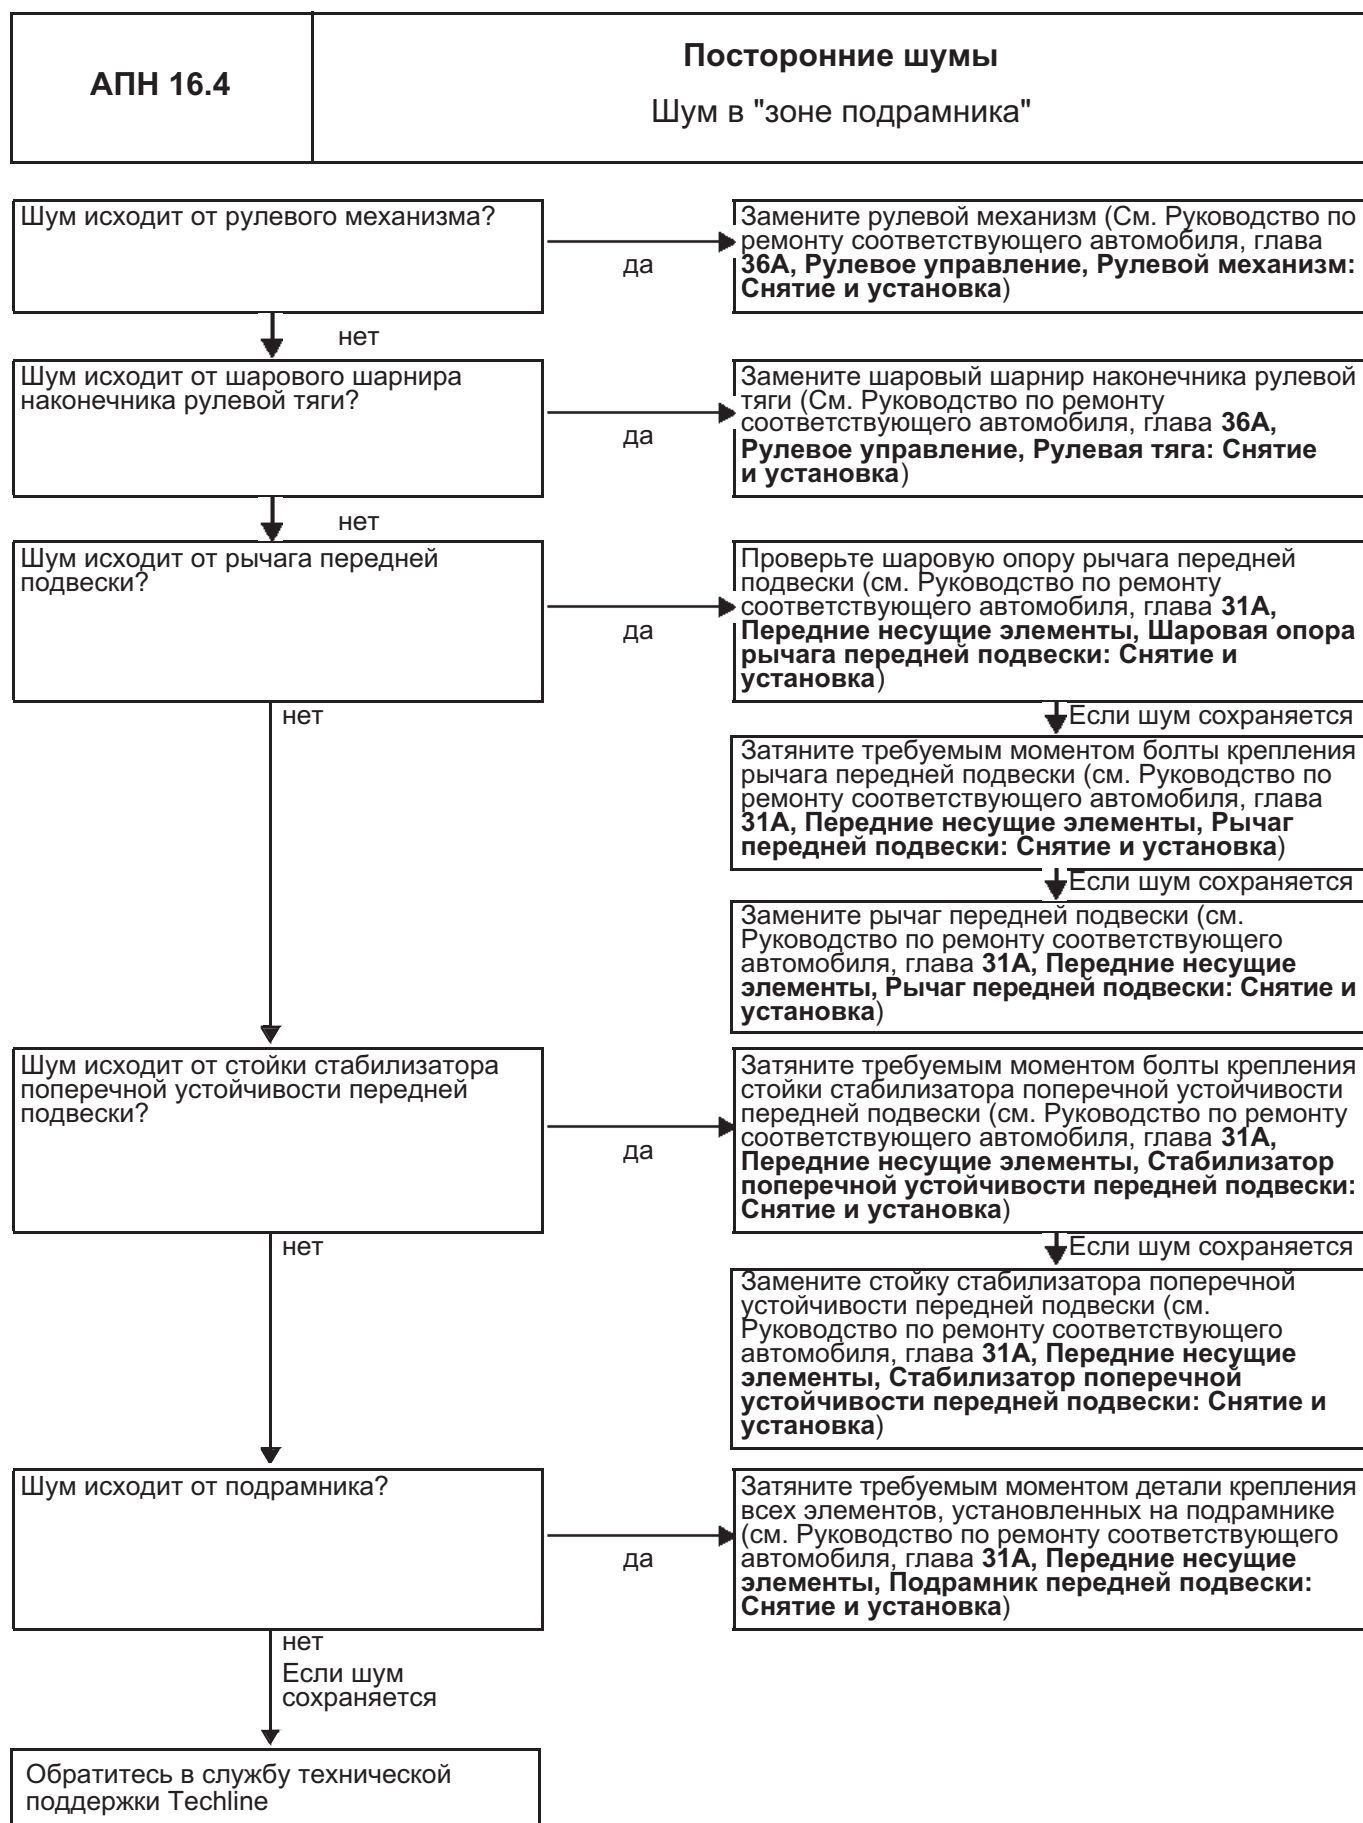 АПН 16.4
Посторонние шумы
Шум в "зоне подрамника"
Шум исходит от рулевого механизма?
да
Замените рулевой механизм (См. Руководство по
ремонту соответствующего автомобиля, глава
36A, Рулевое управление, Рулевой механизм:
Снятие и установка)
нет
Шум исходит от шарового шарнира
наконечника рулевой тяги?
да
Замените шаровый шарнир наконечника рулевой
тяги (См. Руководство по ремонту
соответствующего автомобиля, глава 36A,
Рулевое управление, Рулевая тяга: Снятие
и установка)
нет
Шум исходит от рычага передней
подвески?
да
Проверьте шаровую опору рычага передней
подвески (см. Руководство по ремонту
соответствующего автомобиля, глава 31A,
Передние несущие элементы, Шаровая опора
рычага передней подвески: Снятие и
установка)
нет
Если шум сохраняется
Затяните требуемым моментом болты крепления
рычага передней подвески (см. Руководство по
ремонту соответствующего автомобиля, глава
31A, Передние несущие элементы, Рычаг
передней подвески: Снятие и установка)
Если шум сохраняется
Замените рычаг передней подвески (см.
Руководство по ремонту соответствующего
автомобиля, глава 31A, Передние несущие
элементы, Рычаг передней подвески: Снятие и
установка)
Шум исходит от стойки стабилизатора
поперечной устойчивости передней
подвески?
да
Затяните требуемым моментом болты крепления
стойки стабилизатора поперечной устойчивости
передней подвески (см. Руководство по ремонту
соответствующего автомобиля, глава 31A,
Передние несущие элементы, Стабилизатор
поперечной устойчивости передней подвески:
Снятие и установка)
нет
Если шум сохраняется
Замените стойку стабилизатора поперечной
устойчивости передней подвески (см.
Руководство по ремонту соответствующего
автомобиля, глава 31A, Передние несущие
элементы, Стабилизатор поперечной
устойчивости передней подвески: Снятие и
установка)
Шум исходит от подрамника?
да
Затяните требуемым моментом детали крепления
всех элементов, установленных на подрамнике
(см. Руководство по ремонту соответствующего
автомобиля, глава 31A, Передние несущие
элементы, Подрамник передней подвески:
Снятие и установка)
нет
Если шум
сохраняется
Обратитесь в службу технической
поддержки Techline